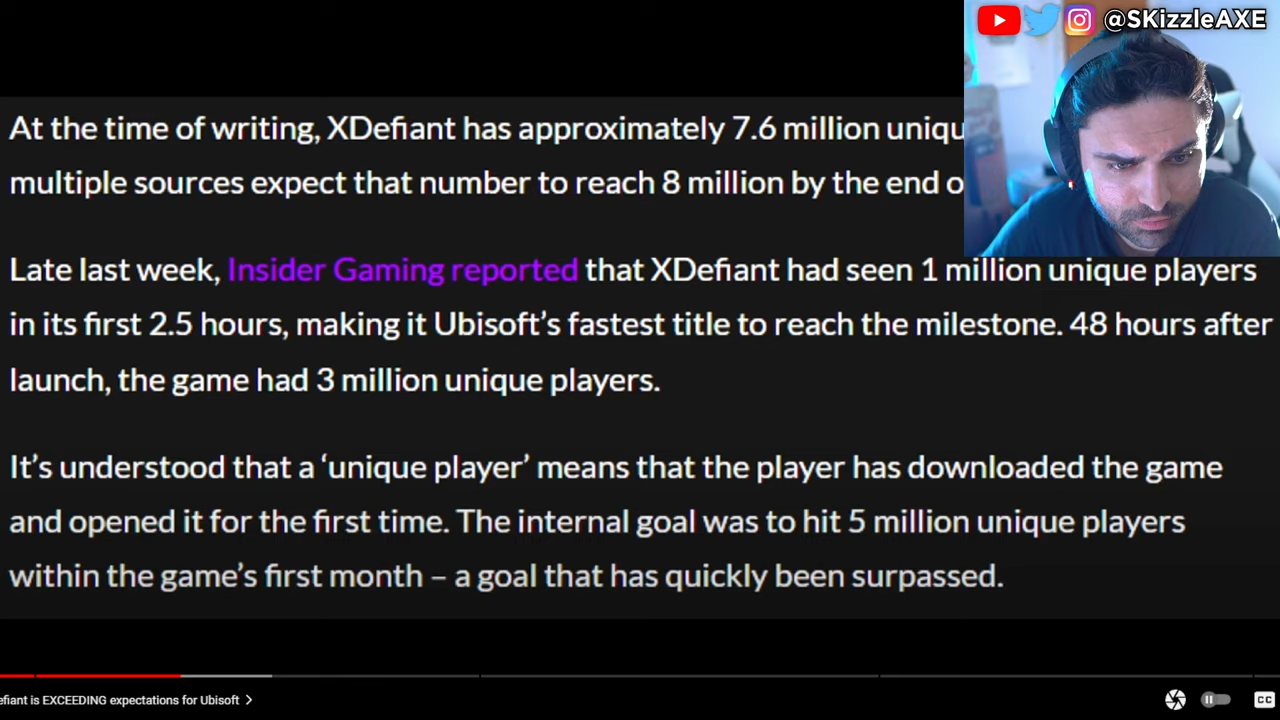 @SKizzleAXE
At the time of writing, XDefiant has approximately 7.6 million
multiple sources expect that number to reach 8 million by the end
Late last week, Insider Gaming reported that XDefiant had seen 1 million unique players
in its first 2.5 hours, making it Ubisoft’s fastest title to reach the milestone. 48 hours after
launch, the game had 3 million unique players.
It’s understood that a ‘unique player’ means that the player has downloaded the game
and opened it for the first time. The internal goal was to hit 5 million unique players
within the game’s first month – a goal that has quickly been surpassed.
is EXCEEDING expectations for Ubisoft
CC